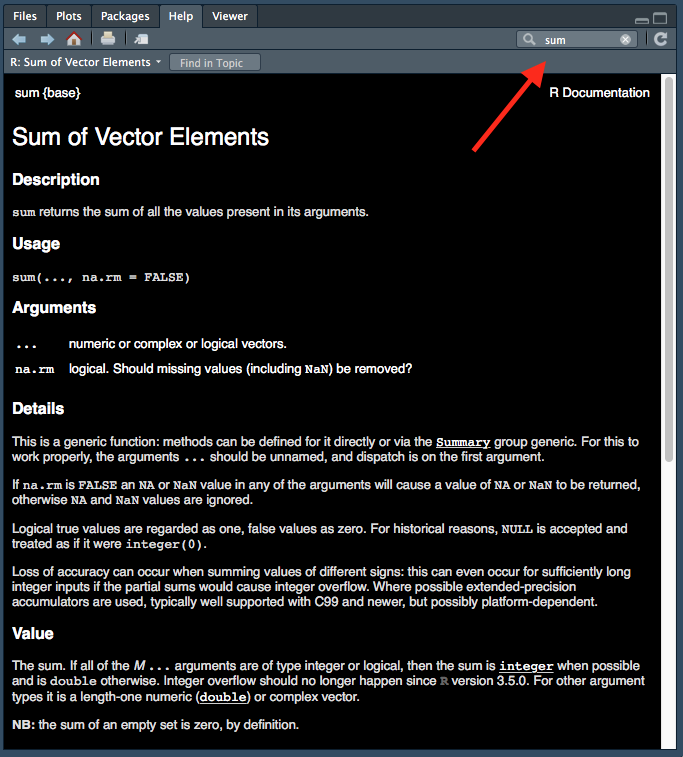 Files Plots Packages Help Viewer
sum
R: Sum of Vector Elements Find in Topic
sum {base} R Documentation
Sum of Vector Elements
Description
sum returns the sum of all the values present in its arguments.
Usage
sum(..., na.rm = FALSE)
Arguments
... numeric or complex or logical vectors.
na.rm logical. Should missing values (including NaN) be removed?
Details
This is a generic function: methods can be defined for it directly or via the Summary group generic. For this to
work properly, the arguments ... should be unnamed, and dispatch is on the first argument.
If na.rm is FALSE an NA or NaN value in any of the arguments will cause a value of NA or NaN to be returned,
otherwise NA and NaN values are ignored.
Logical true values are regarded as one, false values as zero. For historical reasons, NULL is accepted and
treated as if it were integer(0).
Loss of accuracy can occur when summing values of different signs: this can even occur for sufficiently long
integer inputs if the partial sums would cause integer overflow. Where possible extended-precision
accumulators are used, typically well supported with C99 and newer, but possibly platform-dependent.
Value
The sum. If all of the M ... arguments are of type integer or logical, then the sum is integer when possible
and is double otherwise. Integer overflow should no longer happen since R version 3.5.0. For other argument
types it is a length-one numeric (double) or complex vector.
NB: the sum of an empty set is zero, by definition.